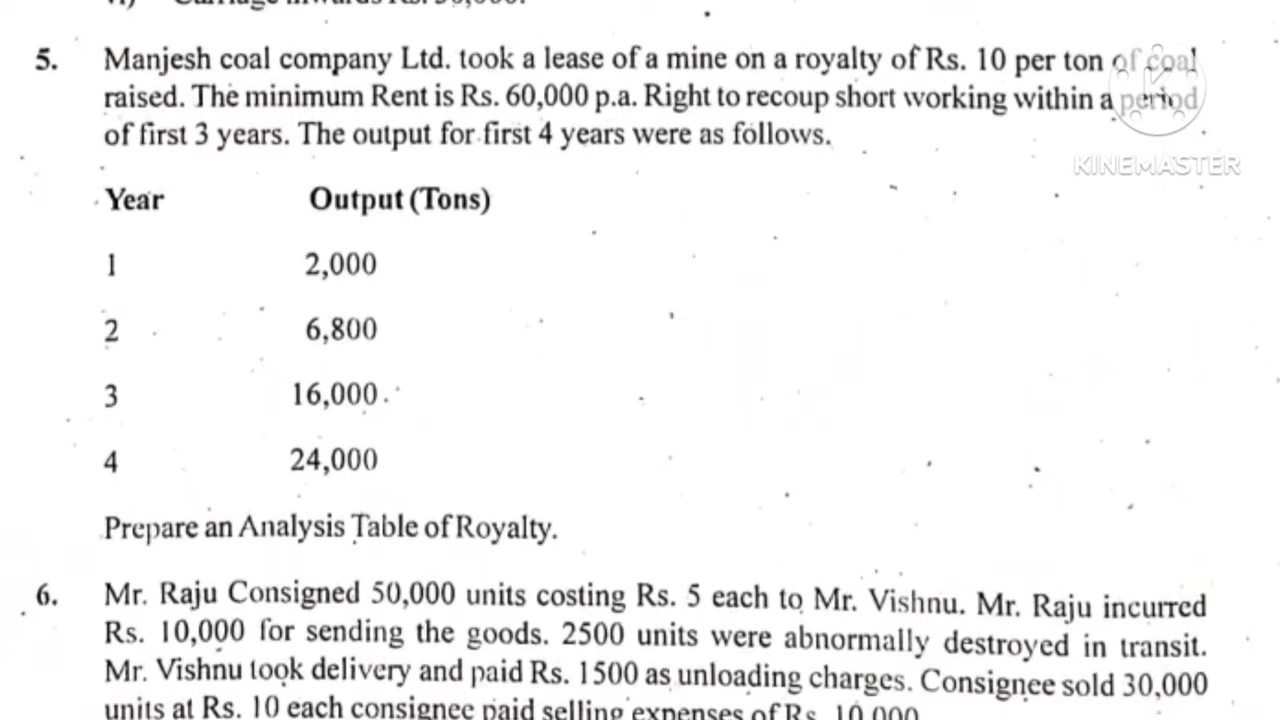 vi) Carriage inwards Rs. 30,000.
5. Manjesh coal company Ltd. took a lease of a mine on a royalty of Rs. 10 per ton of coal
raised. The minimum Rent is Rs. 60,000 p.a. Right to recoup short working within a period
of first 3 years. The output for first 4 years were as follows.
KINEMASTER
Year Output (Tons)
1 2,000
2 6,800
3 16,000
4 24,000
Prepare an Analysis Table of Royalty.
6. Mr. Raju Consigned 50,000 units costing Rs. 5 each to Mr. Vishnu. Mr. Raju incurred
Rs. 10,000 for sending the goods. 2500 units were abnormally destroyed in transit.
Mr. Vishnu took delivery and paid Rs. 1500 as unloading charges. Consignee sold 30,000
units at Rs. 10 each consignee paid selling expenses of Rs. 10,000